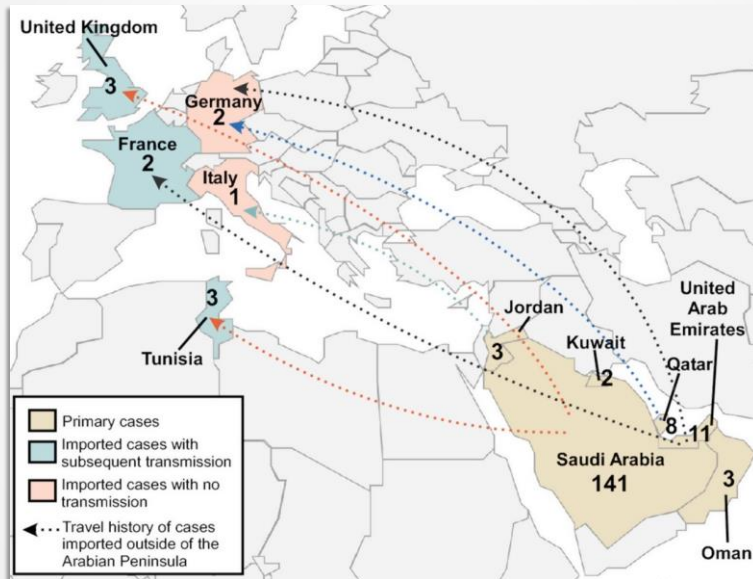 United Kingdom
3
Germany
2
France
2
Italy
1
3
Tunisia
Jordan
3
Kuwait
2
United
Arab
Emirates
Qatar
8
11
Saudi Arabia
141
3
Oman
Primary cases
Imported cases with
subsequent transmission
Imported cases with no
transmission
Travel history of cases
imported outside of the
Arabian Peninsula